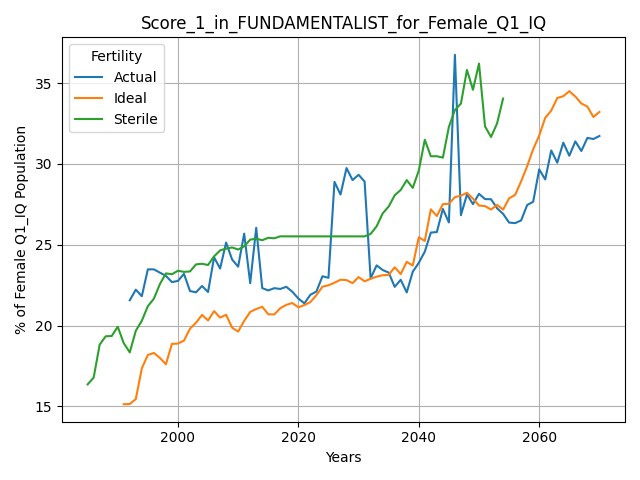 Score_1_in_FUNDAMENTALIST_for_Female_Q1_IQ
Fertility
Actual
Ideal
Sterile
% of Female Q1_IQ Population
35
30
25
20
15
2000
2020
2040
2060
Years